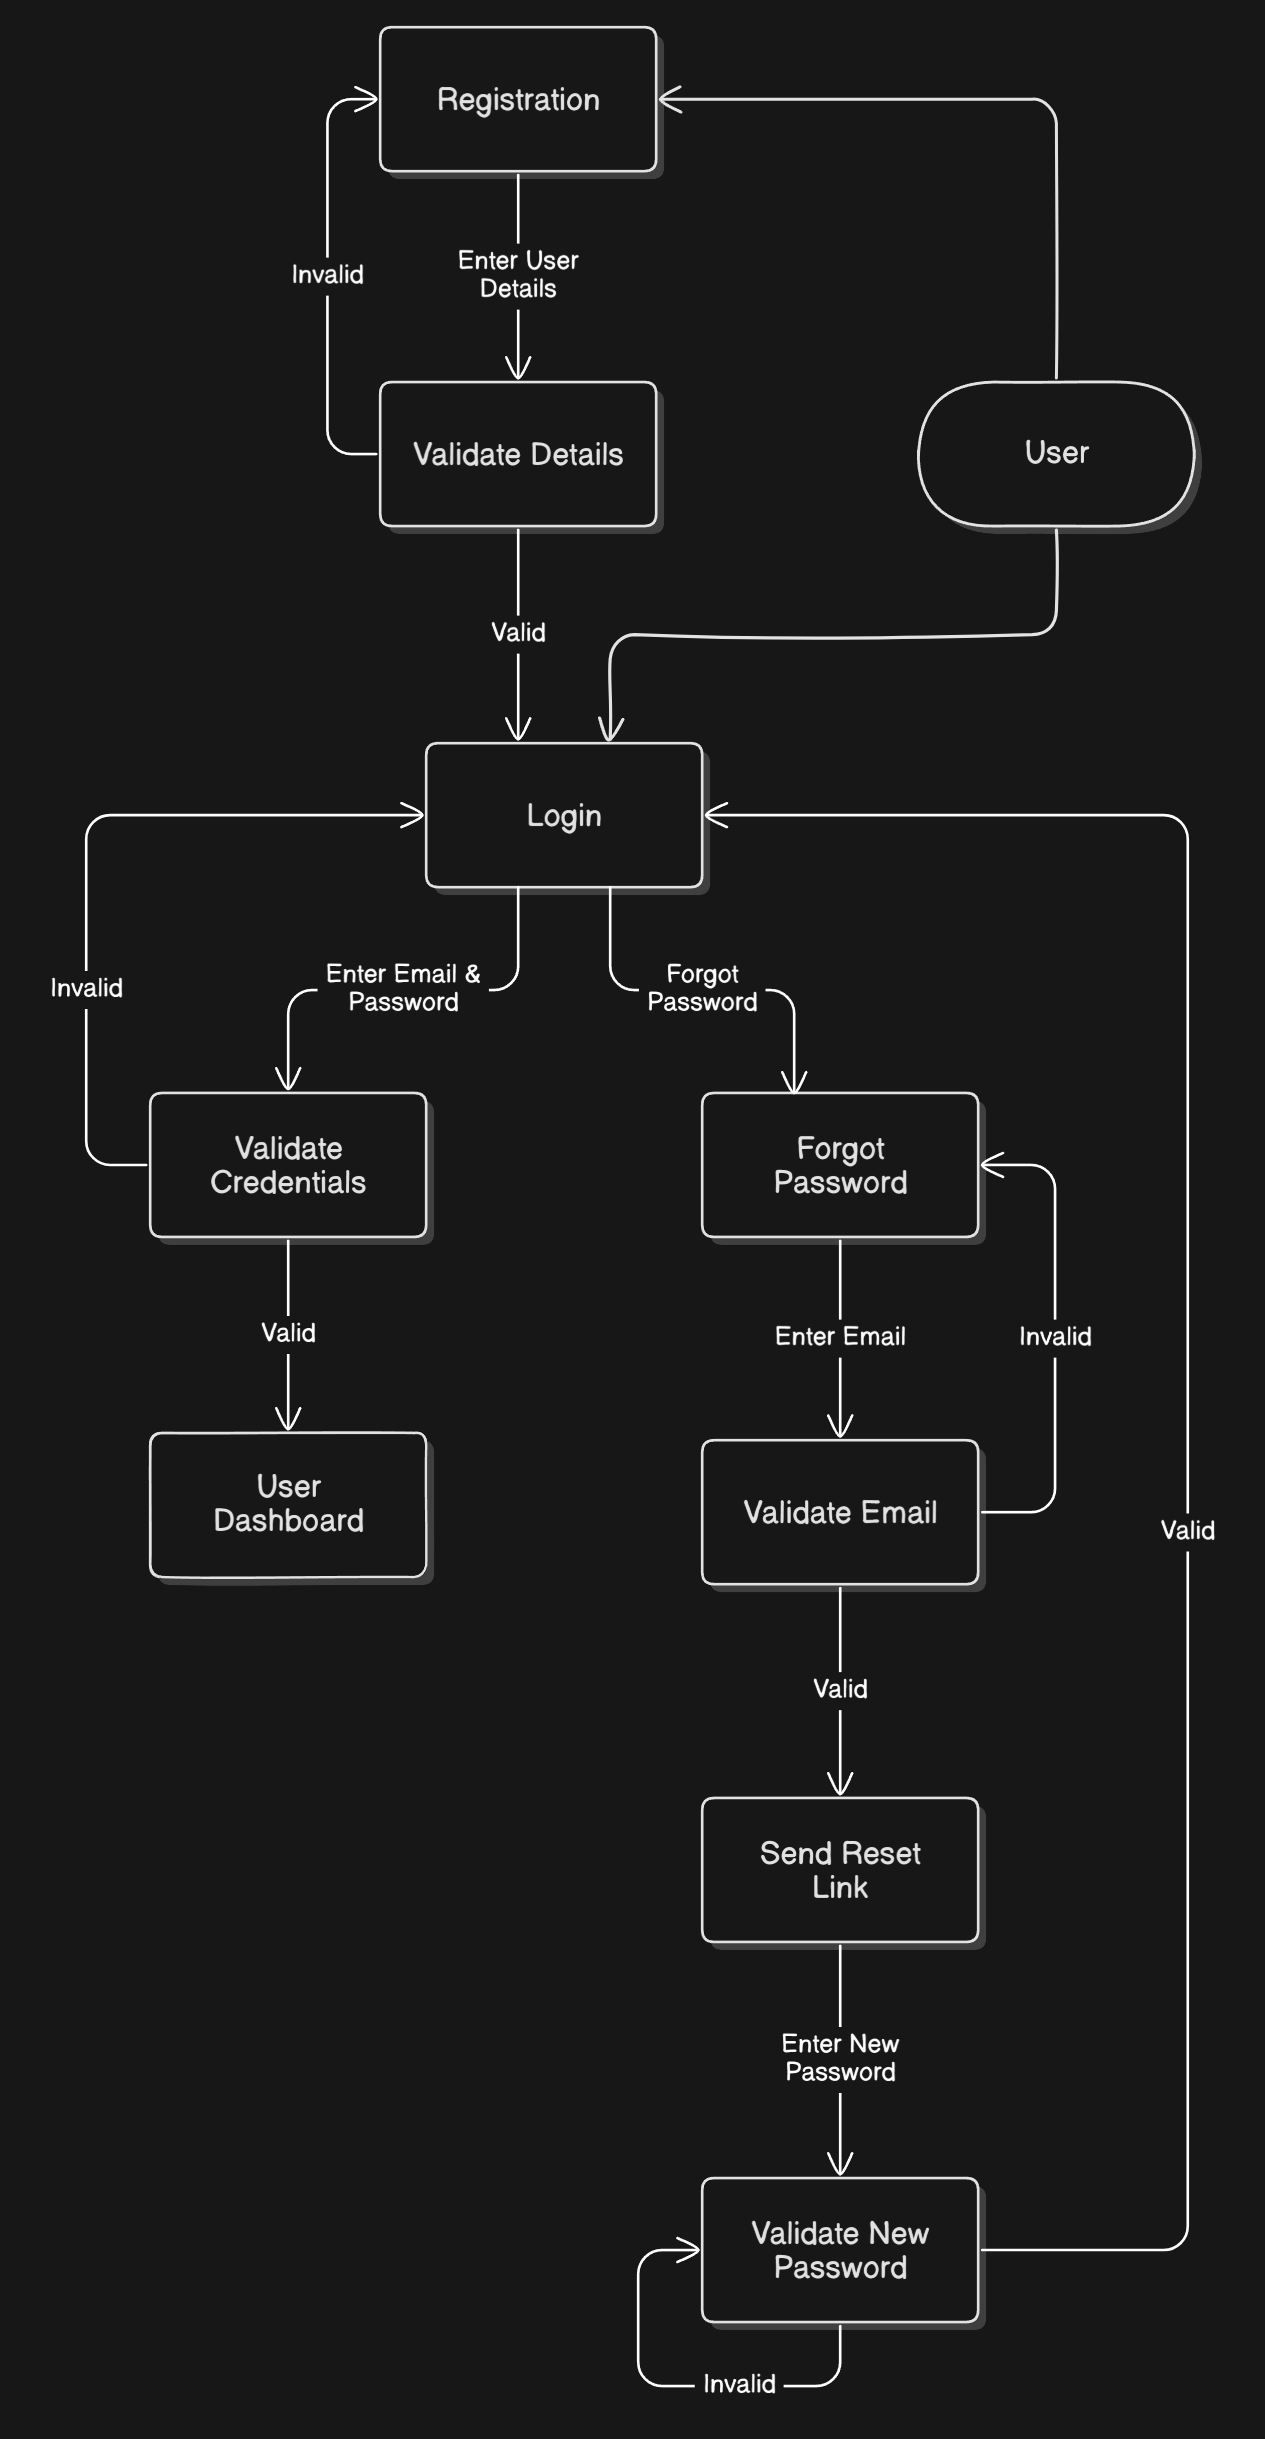 Registration
Invalid
Enter User
Details
Validate Details
User
Valid
Login
Invalid
Enter Email &
Password
Forgot
Password
Validate
Credentials
Forgot
Password
Valid
Enter Email
Invalid
User
Dashboard
Validate Email
Valid
Valid
Send Reset
Link
Enter New
Password
Validate New
Password
Invalid